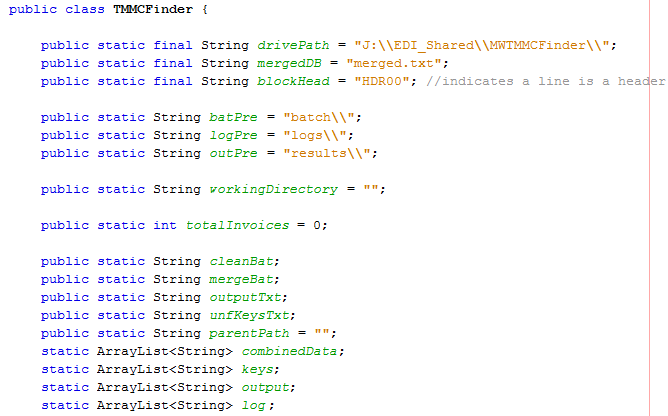 public class TMMCFinder {
public static final String drivePath = "J:\\EDI_Shared\\MWTMMCFinder\\";
public static final String mergedDB = "merged.txt";
public static final String blockHead = "HDR00"; //indicates a line is a header
public static String batPre = "batch\\";
public static String logPre = "logs\\";
public static String outPre = "results\\";
public static String workingDirectory = "";
public static int totalInvoices = 0;
public static String cleanBat;
public static String mergeBat;
public static String outputTxt;
public static String unfKeysTxt;
public static String parentPath = "";
static ArrayList<String> combinedData;
static ArrayList<String> keys;
static ArrayList<String> output;
static ArrayList<String> log;